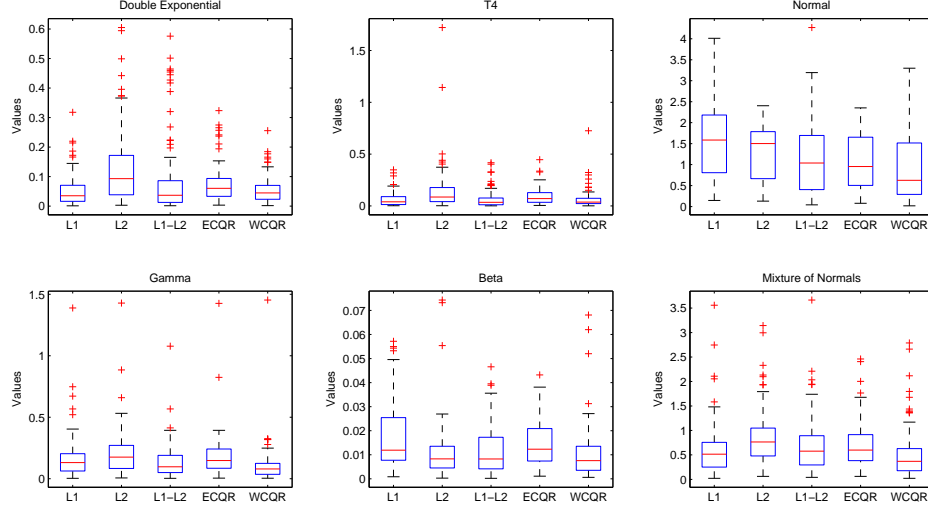 Double Exponential
Values
0.6
0.5
0.4
0.3
0.2
0.1
0
L1 L2 L1−L2 ECQR WCQR
T4
Values
1.5
1
0.5
0
L1 L2 L1−L2 ECQR WCQR
Normal
Values
4
3.5
3
2.5
2
1.5
1
0.5
0
L1 L2 L1−L2 ECQR WCQR
Gamma
Values
1.5
1
0.5
0
L1 L2 L1−L2 ECQR WCQR
Beta
Values
0.07
0.06
0.05
0.04
0.03
0.02
0.01
0
L1 L2 L1−L2 ECQR WCQR
Mixture of Normals
Values
3.5
3
2.5
2
1.5
1
0.5
0
L1 L2 L1−L2 ECQR WCQR